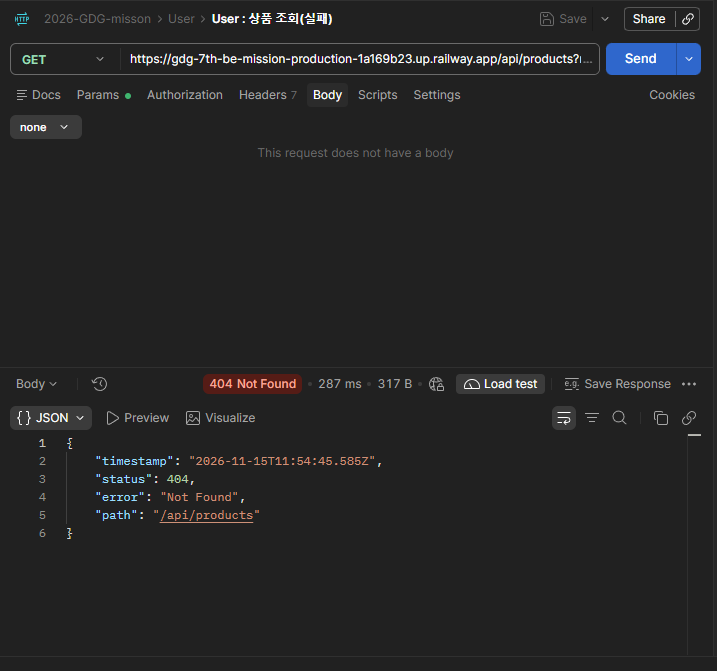 HTTP 2026-GDG-misson > User > User : 상품 조회(실패) Save Share
GET https://gdg-7th-be-mission-production-1a169b23.up.railway.app/api/products?... Send
Docs Params Authorization Headers 7 Body Scripts Settings Cookies
none
This request does not have a body
Body 404 Not Found 287 ms 317 B Load test e.g. Save Response
{} JSON Preview Visualize
1 {
2 "timestamp": "2026-11-15T11:54:45.585Z",
3 "status": 404,
4 "error": "Not Found",
5 "path": "/api/products"
6 }